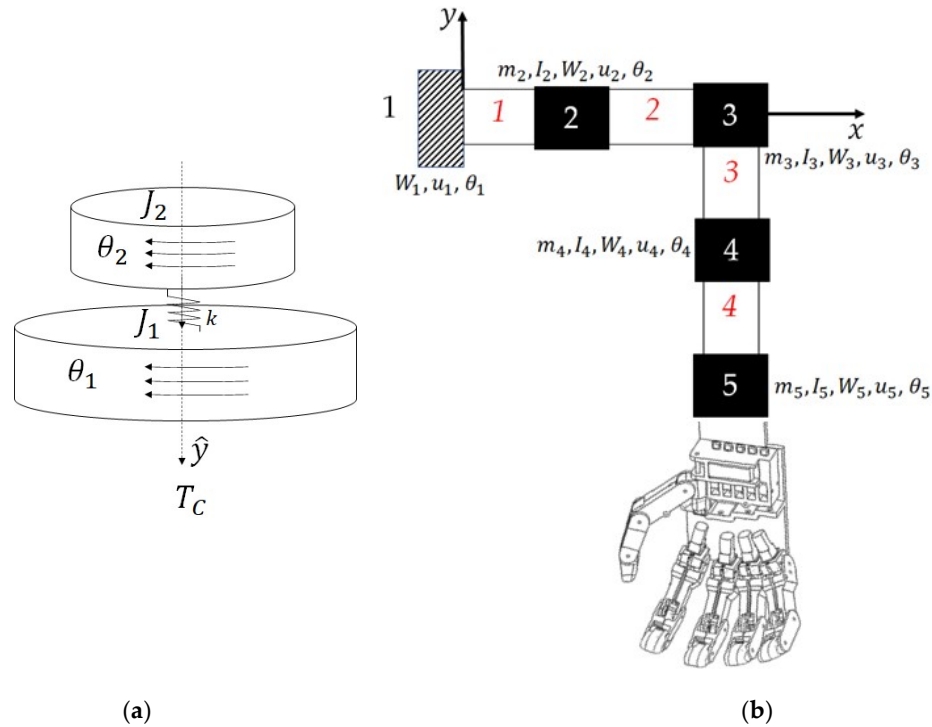 J₂
θ₂
J₁
k
θ₁
ŷ
T_C
(a)
y
m₂, I₂, W₂, u₂, θ₂
1
1
2
2
3
x
W₁, u₁, θ₁
m₃, I₃, W₃, u₃, θ₃
3
m₄, I₄, W₄, u₄, θ₄
4
4
5
m₅, I₅, W₅, u₅, θ₅
(b)